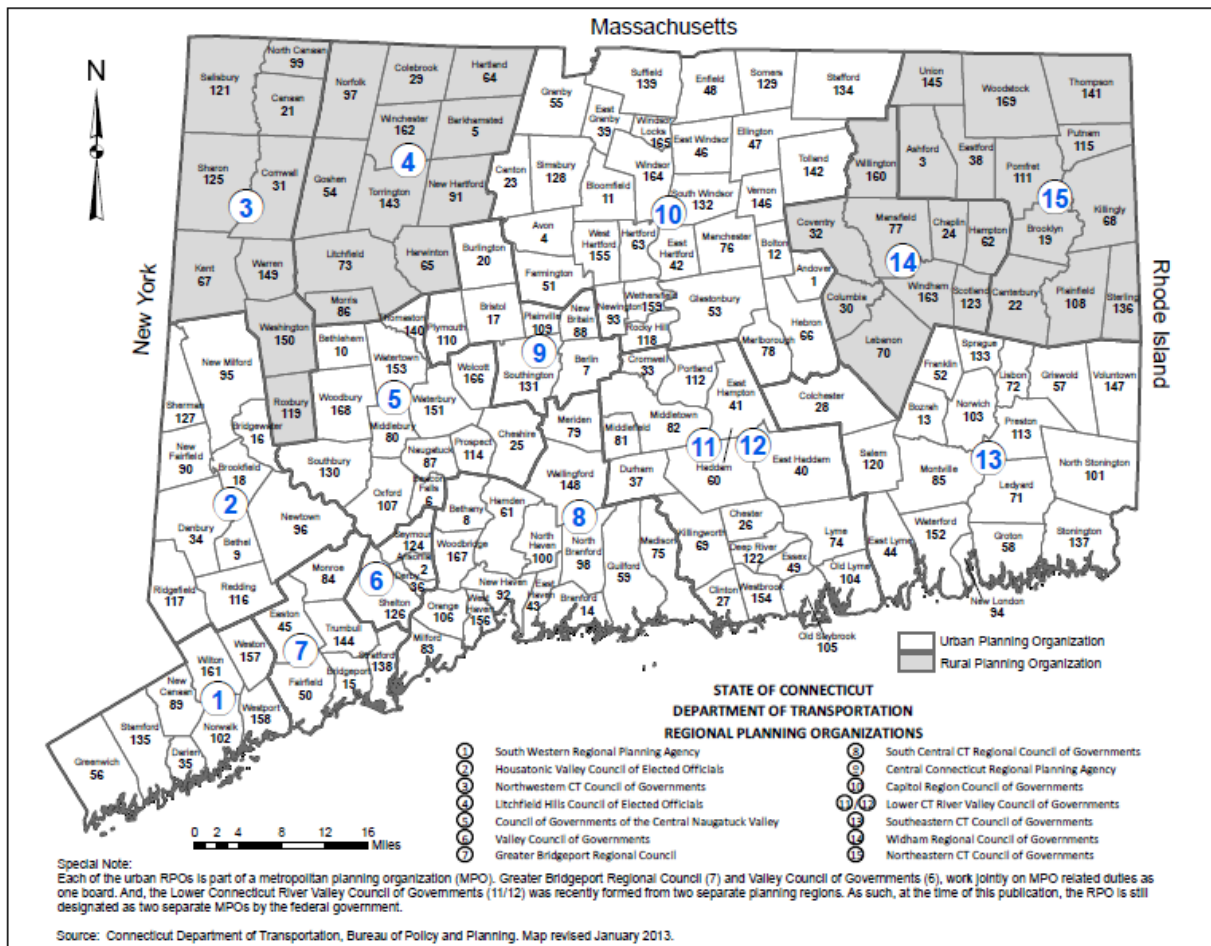 Massachusetts
N
New York
Rhode Island
North Canaan
99
Salisbury
121
Canaan
21
Norfolk
97
Colebrook
29
Hartland
64
Granby
55
Suffield
139
Enfield
48
Somers
129
Stafford
134
Union
145
Woodstock
169
Thompson
141
Winchester
162
Barkhamsted
5
East Granby
39
Windsor Locks
165
East Windsor
46
Ellington
47
Willington
160
Ashford
3
Eastford
38
Pomfret
111
Putnam
115
Sharon
125
Cornwall
31
Goshen
54
Torrington
143
New Hartford
91
Canton
23
Simsbury
128
Bloomfield
11
Windsor
164
South Windsor
132
Vernon
146
Tolland
142
Killingly
68
3
4
10
15
Coventry
32
Mansfield
77
Chaplin
24
Hampton
62
Brooklyn
19
Kent
67
Warren
149
Litchfield
73
Harwinton
65
Burlington
20
Avon
4
West Hartford
155
Hartford
63
East Hartford
42
Manchester
76
Bolton
12
Andover
1
14
Farmington
51
Morris
86
Columbia
30
Windham
163
Scotland
123
Canterbury
22
Plainfield
108
Sterling
136
Washington
150
Bethlehem
10
Thomaston
140
Plymouth
110
Bristol
17
Plainville
109
New Britain
88
Newington
93
Wethersfield
159
Rocky Hill
118
Glastonbury
53
Hebron
66
Marlborough
78
Lebanon
70
New Milford
95
Watertown
153
Wolcott
166
9
Southington
131
Berlin
7
Cromwell
33
Portland
112
East Hampton
41
Colchester
28
Franklin
52
Sprague
133
Lisbon
72
Griswold
57
Voluntown
147
Roxbury
119
Woodbury
168
5
Waterbury
151
Sherman
127
Bridgewater
16
Middlebury
80
Naugatuck
87
Prospect
114
Cheshire
25
Meriden
79
Middlefield
81
Middletown
82
11
12
Bozrah
13
Norwich
103
Preston
113
North Stonington
101
New Fairfield
90
Brookfield
18
Southbury
130
Oxford
107
Beacon Falls
6
Wallingford
148
Durham
37
Haddam
60
East Haddam
40
Salem
120
Montville
85
13
Ledyard
71
2
Danbury
34
Bethel
9
Newtown
96
Bethany
8
Hamden
61
8
Chester
26
Seymour
124
Ansonia
2
Derby
36
Woodbridge
167
North Haven
100
North Branford
98
Guilford
59
Madison
75
Killingworth
69
Deep River
122
Essex
49
Lyme
74
Old Lyme
104
East Lyme
44
Waterford
152
Groton
58
Stonington
137
Ridgefield
117
Redding
116
Monroe
84
6
Shelton
126
Orange
106
New Haven
92
West Haven
156
East Haven
43
Branford
14
Clinton
27
Westbrook
154
New London
94
Old Saybrook
105
Easton
45
Trumbull
144
Milford
83
7
Stratford
138
Bridgeport
15
Fairfield
50
Wilton
161
Weston
157
New Canaan
89
1
Norwalk
102
Westport
158
Stamford
135
Darien
35
Greenwich
56
Urban Planning Organization
Rural Planning Organization
STATE OF CONNECTICUT
DEPARTMENT OF TRANSPORTATION
REGIONAL PLANNING ORGANIZATIONS
1 South Western Regional Planning Agency
2 Housatonic Valley Council of Elected Officials
3 Northwestern CT Council of Governments
4 Litchfield Hills Council of Elected Officials
5 Council of Governments of the Central Naugatuck Valley
6 Valley Council of Governments
7 Greater Bridgeport Regional Council
8 South Central CT Regional Council of Governments
9 Central Connecticut Regional Planning Agency
10 Capitol Region Council of Governments
11/12 Lower CT River Valley Council of Governments
13 Southeastern CT Council of Governments
14 Widham Regional Council of Governments
15 Northeastern CT Council of Governments
0 2 4 8 12 16
Miles
Special Note:
Each of the urban RPOs is part of a metropolitan planning organization (MPO). Greater Bridgeport Regional Council (7) and Valley Council of Governments (6), work jointly on MPO related duties as
one board. And, the Lower Connecticut River Valley Council of Governments (11/12) was recently formed from two separate planning regions. As such, at the time of this publication, the RPO is still
designated as two separate MPOs by the federal government.
Source: Connecticut Department of Transportation, Bureau of Policy and Planning. Map revised January 2013.